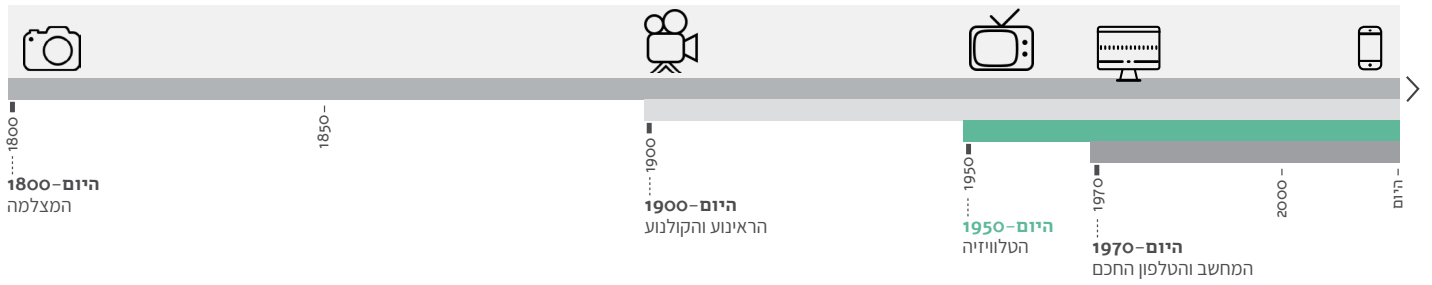 1800
1850
1900
1950
1970
2000
היום
1800-היום
המצלמה
1900-היום
הראינוע והקולנוע
1950-היום
הטלוויזיה
1970-היום
המחשב והטלפון החכם